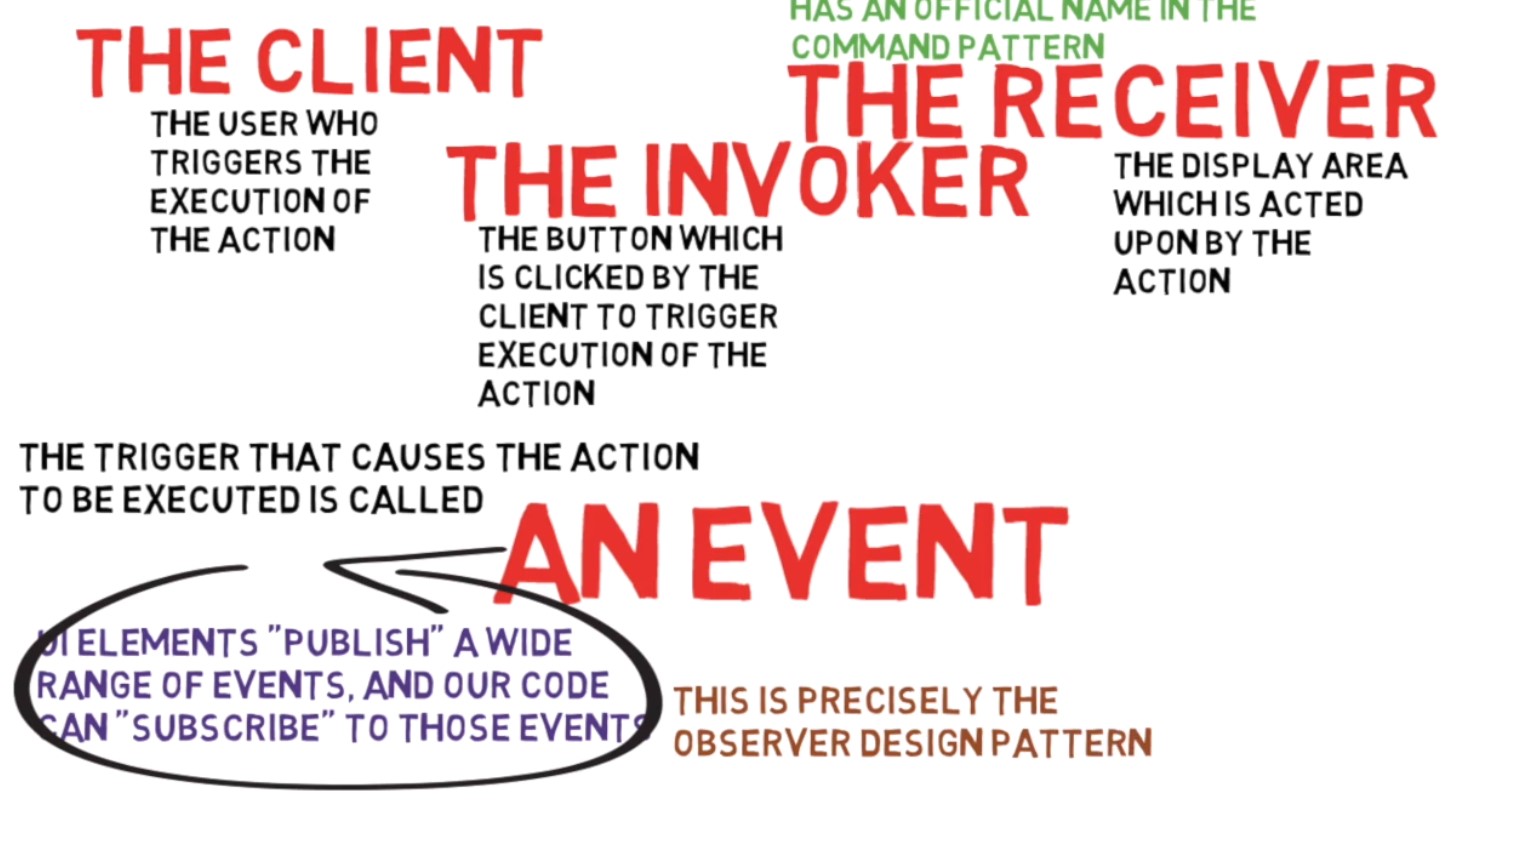 HAS AN OFFICIAL NAME IN THE
COMMAND PATTERN
THE CLIENT
THE USER WHO
TRIGGERS THE
EXECUTION OF
THE ACTION
THE INVOKER
THE BUTTON WHICH
IS CLICKED BY THE
CLIENT TO TRIGGER
EXECUTION OF THE
ACTION
THE RECEIVER
THE DISPLAY AREA
WHICH IS ACTED
UPON BY THE
ACTION
THE TRIGGER THAT CAUSES THE ACTION
TO BE EXECUTED IS CALLED
AN EVENT
UI ELEMENTS "PUBLISH" A WIDE
RANGE OF EVENTS, AND OUR CODE
CAN "SUBSCRIBE" TO THOSE EVENTS
THIS IS PRECISELY THE
OBSERVER DESIGN PATTERN